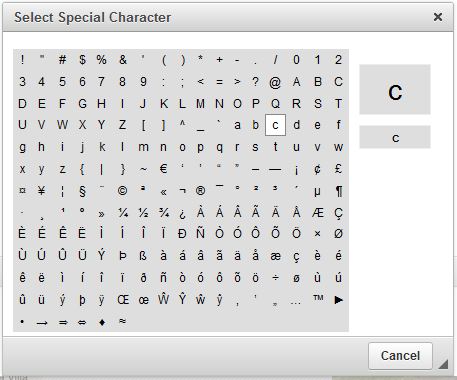 Select Special Character ×
! " # $ % & ' ( ) * + - . / 0 1 2
3 4 5 6 7 8 9 : ; < = > ? @ A B C
D E F G H I J K L M N O P Q R S T
U V W X Y Z [ ] ^ _ ` a b c d e f
g h i j k l m n o p q r s t u v w
x y z { | } ~ € ‘ ’ “ ” – — ¡ ¢ £
¤ ¥ ¦ § ¨ © ª « ¬ ® ¯ ° ² ³ ´ µ ¶
· ¸ ¹ º » ¼ ½ ¾ ¿ À Á Â Ã Ä Å Æ Ç
È É Ê Ë Ì Í Î Ï Ð Ñ Ò Ó Ô Õ Ö × Ø
Ù Ú Û Ü Ý Þ ß à á â ã ä å æ ç è é
ê ë ì í î ï ð ñ ò ó ô õ ö ÷ ø ù ú
û ü ý þ ÿ Œ œ Ŵ Ŷ ŵ ŷ ‚ ‛ „ … ™ ►
• → ⇒ ⇔ ♦ ≈
c
c
Cancel